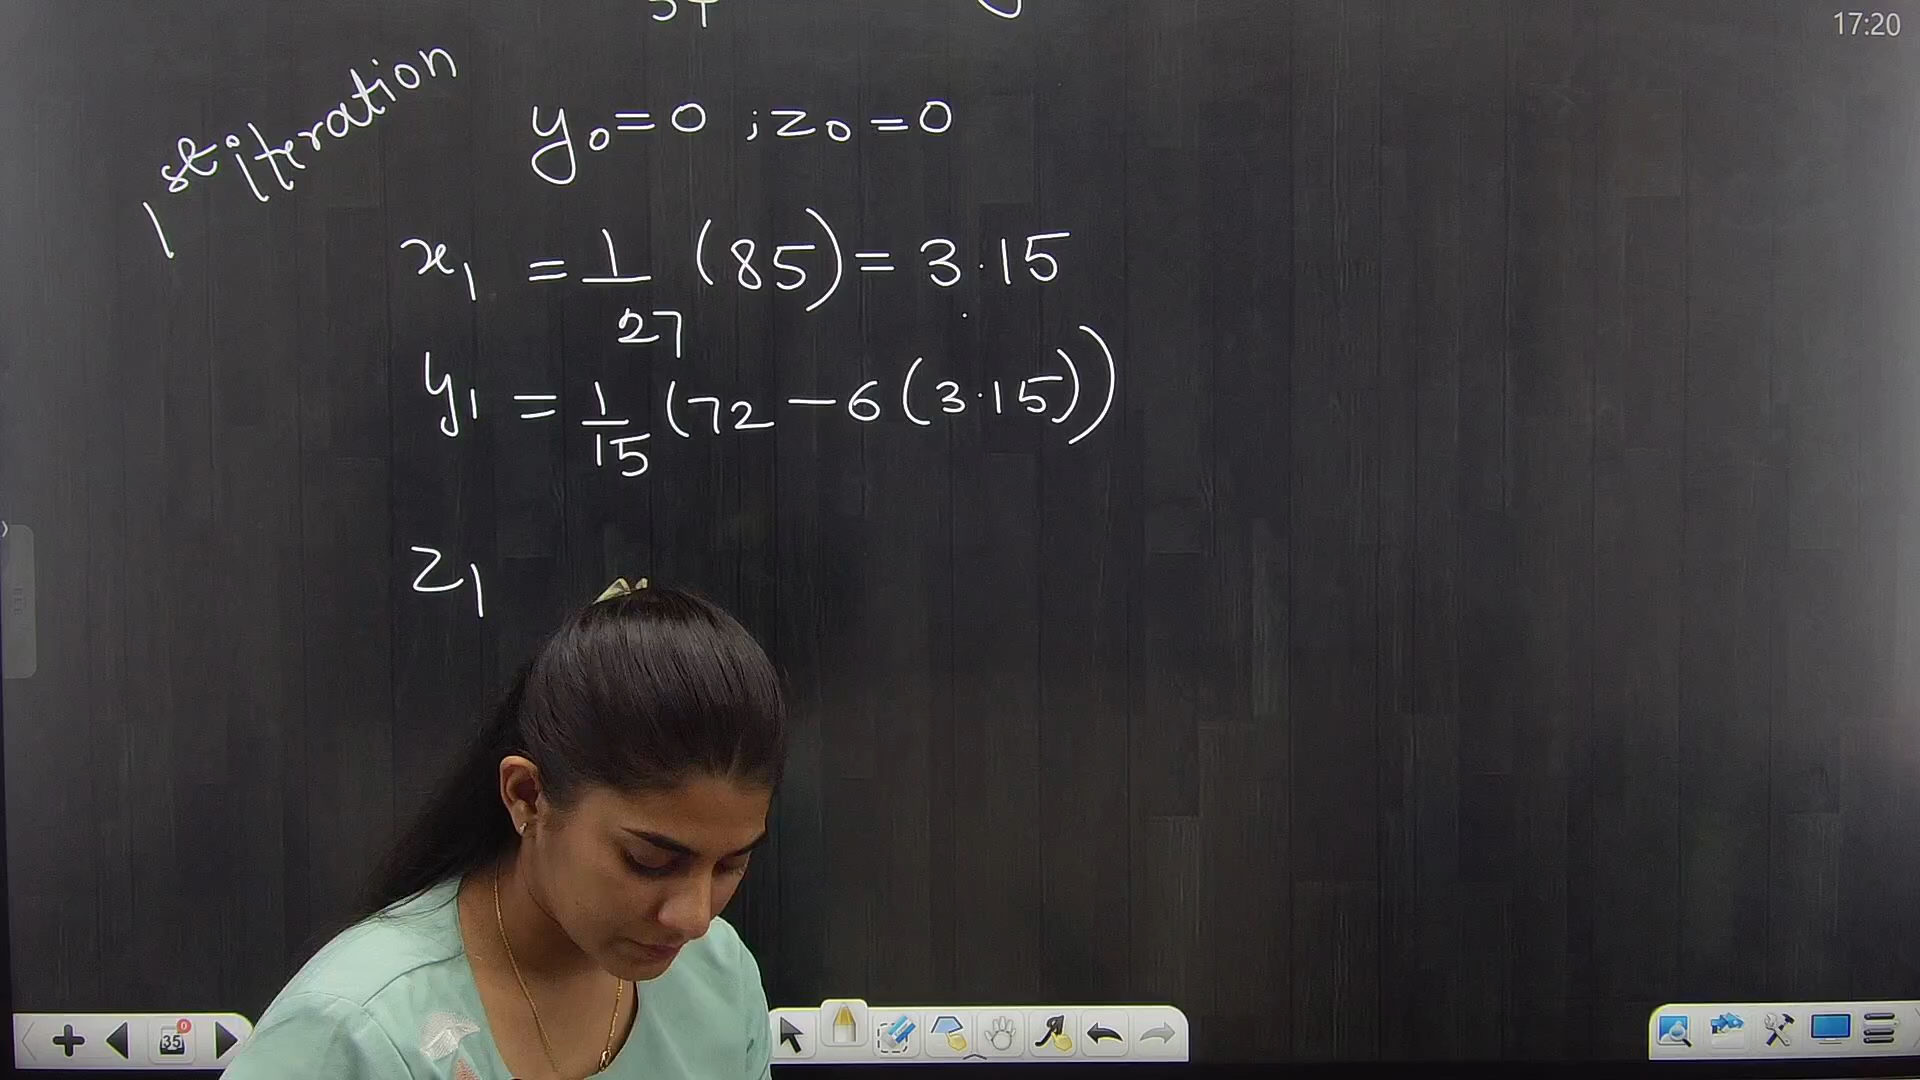 17:20
1st iteration
y₀ = 0 ; z₀ = 0
x₁ = 1/27 (85) = 3.15
y₁ = 1/15 (72 – 6(3.15))
z₁
35
0